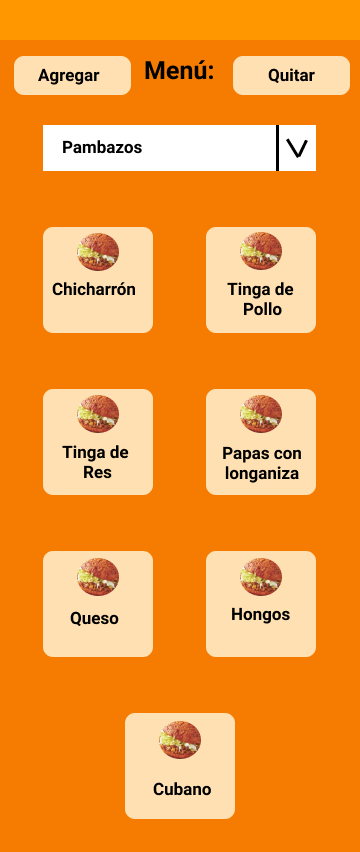 Agregar
Menú:
Quitar
Pambazos
Chicharrón
Tinga de
Pollo
Tinga de
Res
Papas con
longaniza
Queso
Hongos
Cubano